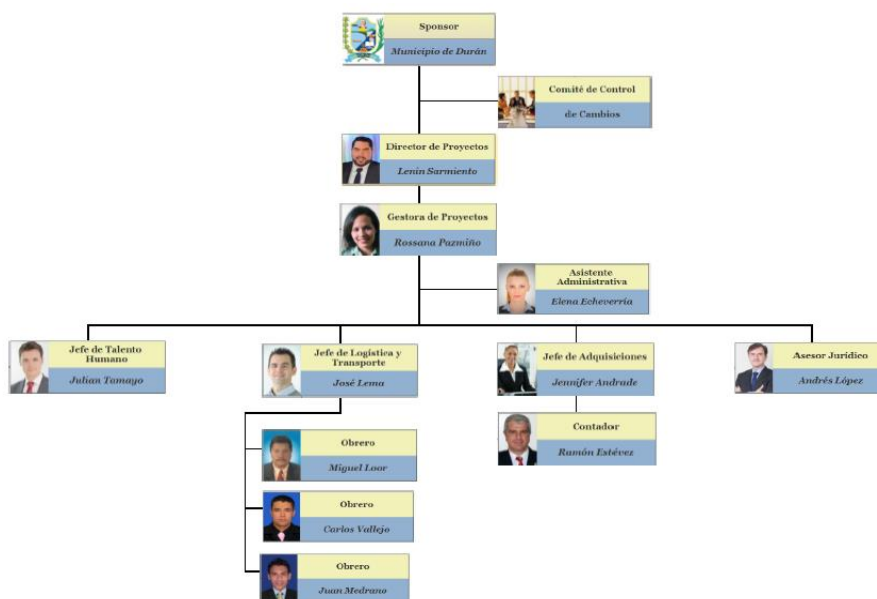 Sponsor
Municipio de Durán
Comité de Control
de Cambios
Director de Proyectos
Lenin Sarmiento
Gestora de Proyectos
Rossana Pazmiño
Asistente
Administrativa
Elena Echeverría
Jefe de Talento
Humano
Julian Tamayo
Jefe de Logística y
Transporte
José Lema
Jefe de Adquisiciones
Jennifer Andrade
Asesor Jurídico
Andrés López
Obrero
Miguel Loor
Contador
Ramón Estévez
Obrero
Carlos Vallejo
Obrero
Juan Medrano